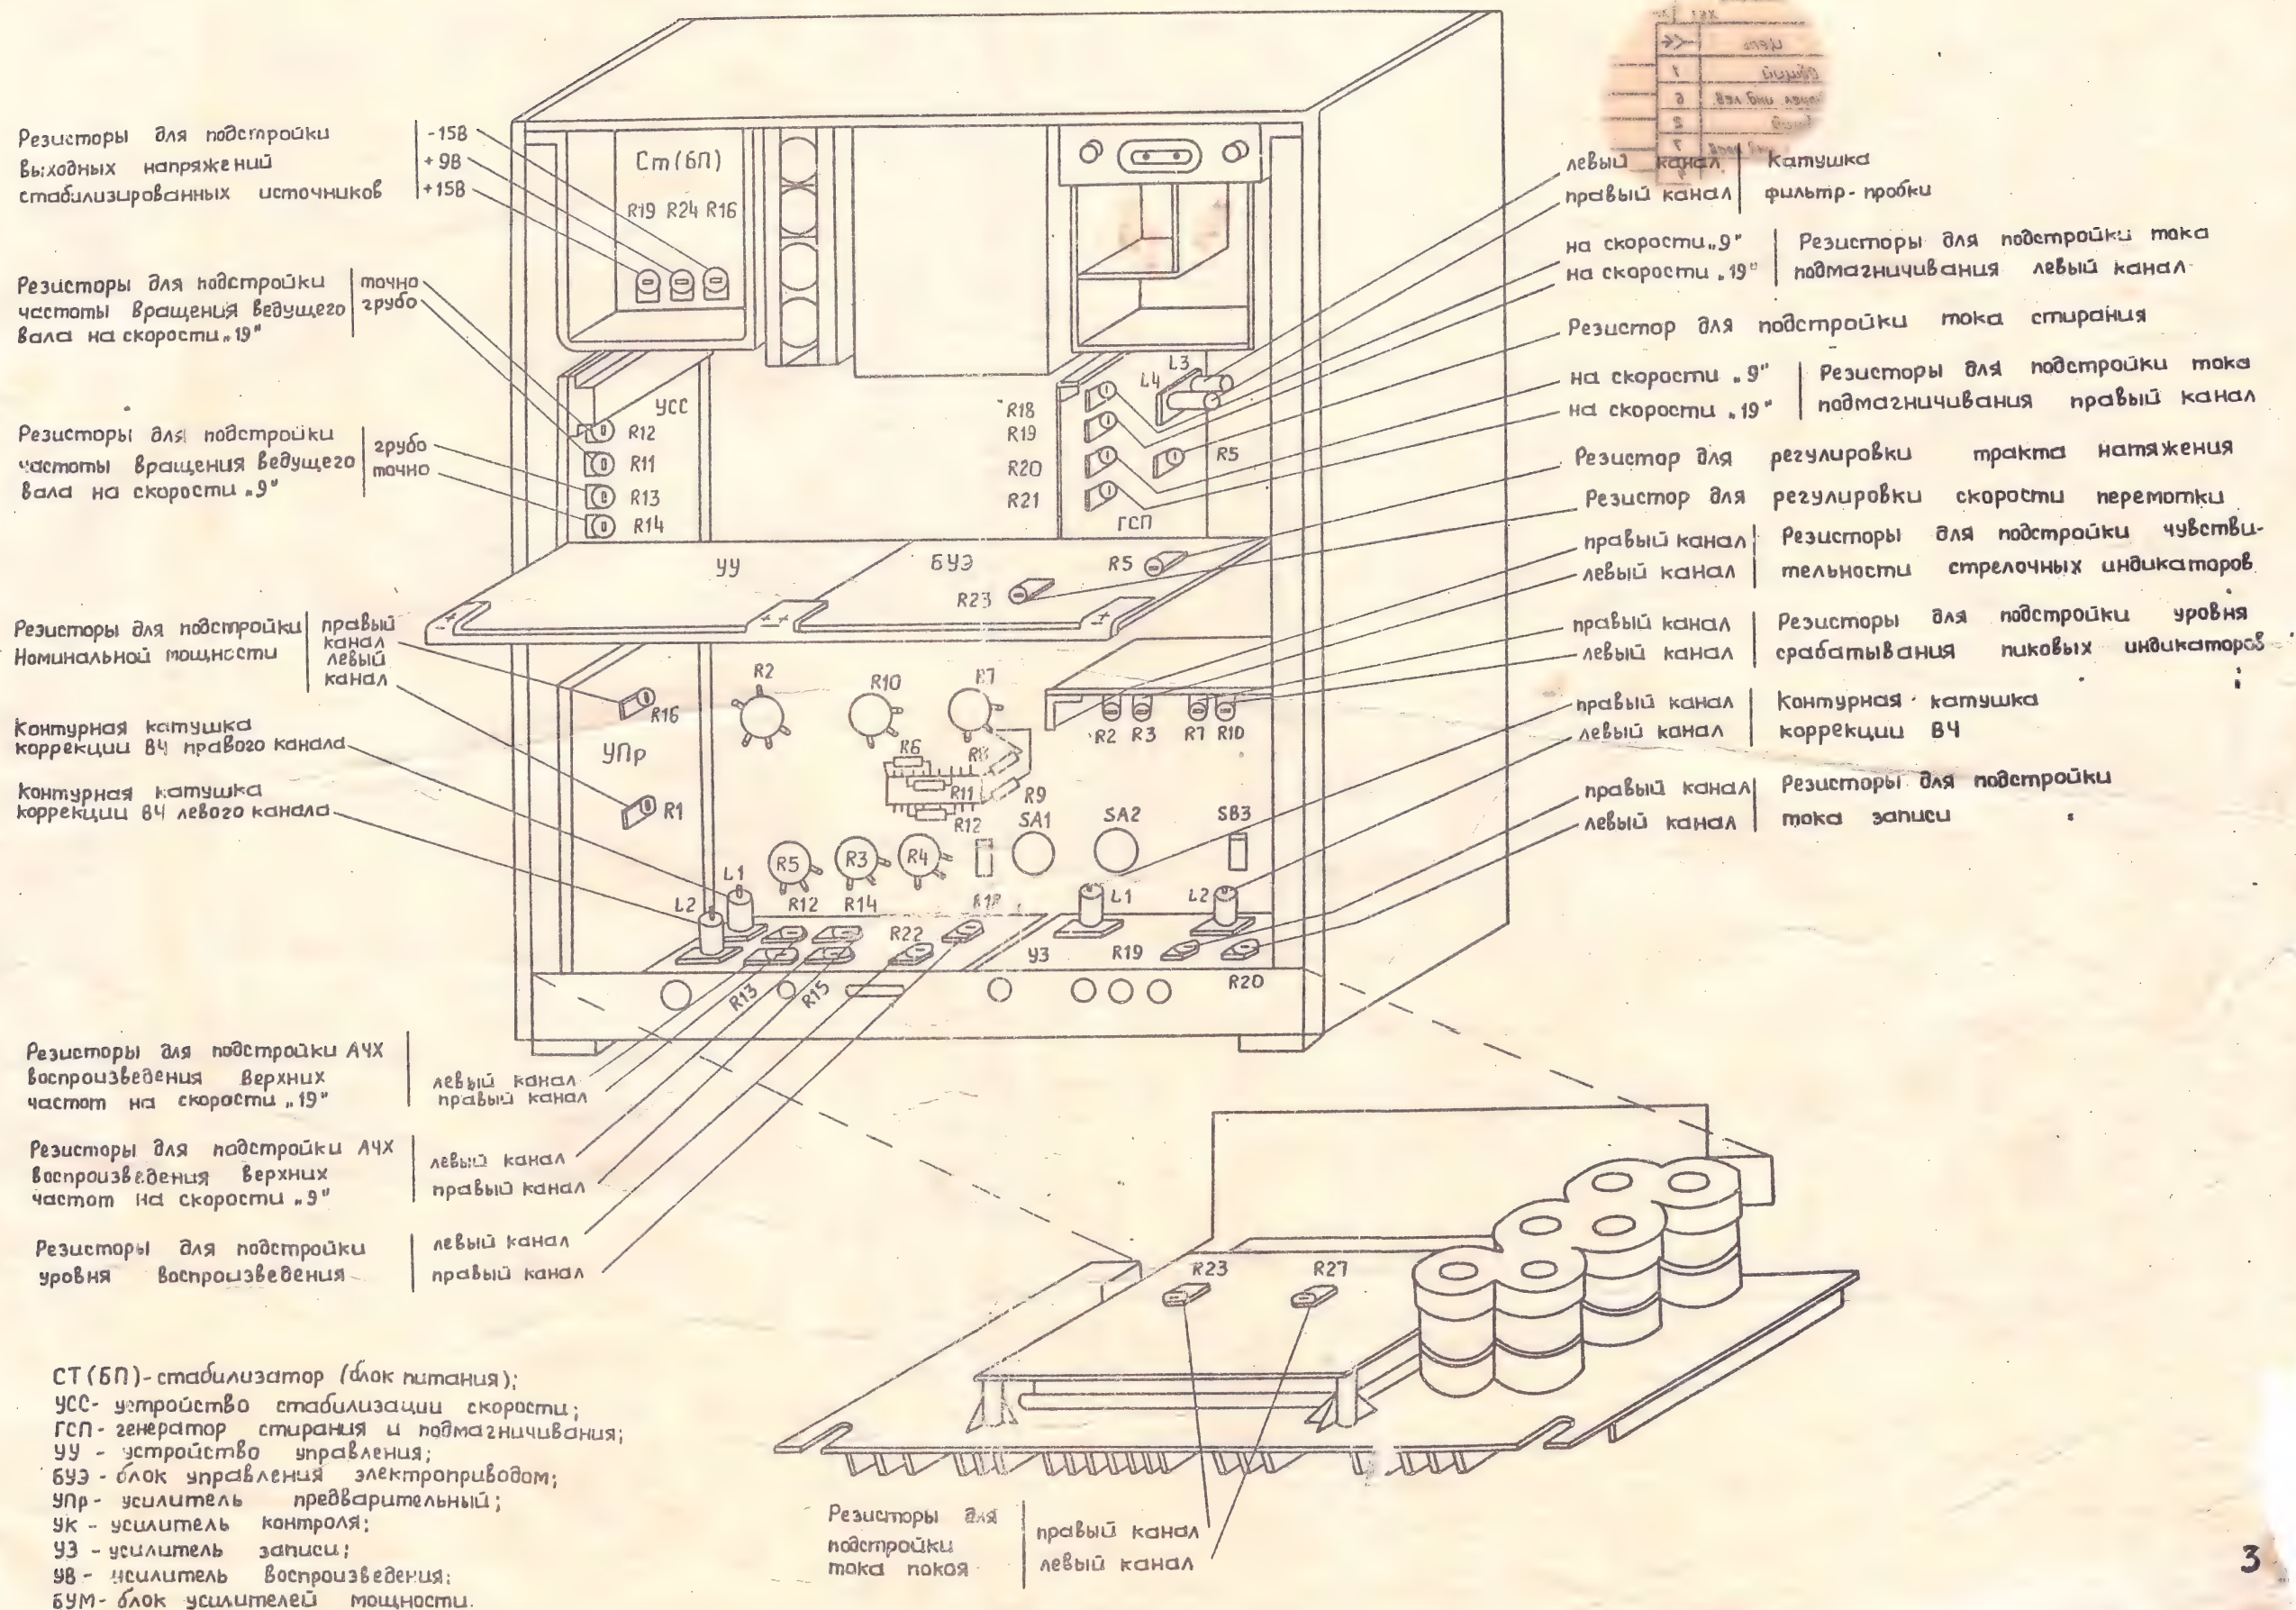 Резисторы для подстройки
выходных напряжений
стабилизированных источников
-15В
+9В
+15В
Резисторы для подстройки
частоты вращения ведущего
вала на скорости „19"
точно
грубо
Резисторы для подстройки
частоты вращения ведущего
вала на скорости „9"
грубо
точно
Резисторы для подстройки
Номинальной мощности
правый
канал
левый
канал
Контурная катушка
коррекции ВЧ правого канала
Контурная катушка
коррекции ВЧ левого канала
Ст(БП)
R19 R24 R16
УСС
R12
R11
R13
R14
L3
L4
R18
R19
R20
R21
R5
ГСП
УУ
БУЭ
R5
R23
R2
R10
R7
R16
УПр
R1
R6
R8
R11
R9
R12
R2 R3 R7 R10
SA1
SA2
SB3
R5
R3
R4
L1
L2
R12
R14
R18
R22
R13
R15
L1
L2
УЗ
R19
R20
Цепь
1
Общий
6
2
7
левый канал
правый канал
Катушка
фильтр-пробки
на скорости „9"
на скорости „19"
Резисторы для подстройки тока
подмагничивания левый канал
Резистор для подстройки тока стирания
на скорости „9"
на скорости „19"
Резисторы для подстройки тока
подмагничивания правый канал
Резистор для регулировки тракта натяжения
Резистор для регулировки скорости перемотки
правый канал
левый канал
Резисторы для подстройки чувстви-
тельности стрелочных индикаторов
правый канал
левый канал
Резисторы для подстройки уровня
срабатывания пиковых индикаторов
правый канал
левый канал
Контурная катушка
коррекции ВЧ
правый канал
левый канал
Резисторы для подстройки
тока записи
Резисторы для подстройки АЧХ
воспроизведения верхних
частот на скорости „19"
левый канал
правый канал
Резисторы для подстройки АЧХ
воспроизведения верхних
частот на скорости „9"
левый канал
правый канал
Резисторы для подстройки
уровня воспроизведения
левый канал
правый канал
R23
R27
Резисторы для
подстройки
тока покоя
правый канал
левый канал
СТ(БП)-стабилизатор (блок питания);
УСС- устройство стабилизации скорости;
ГСП- генератор стирания и подмагничивания;
УУ - устройство управления;
БУЭ - блок управления электроприводом;
УПр- усилитель предварительный;
УК - усилитель контроля;
УЗ - усилитель записи;
УВ - усилитель воспроизведения;
БУМ- блок усилителей мощности.
3